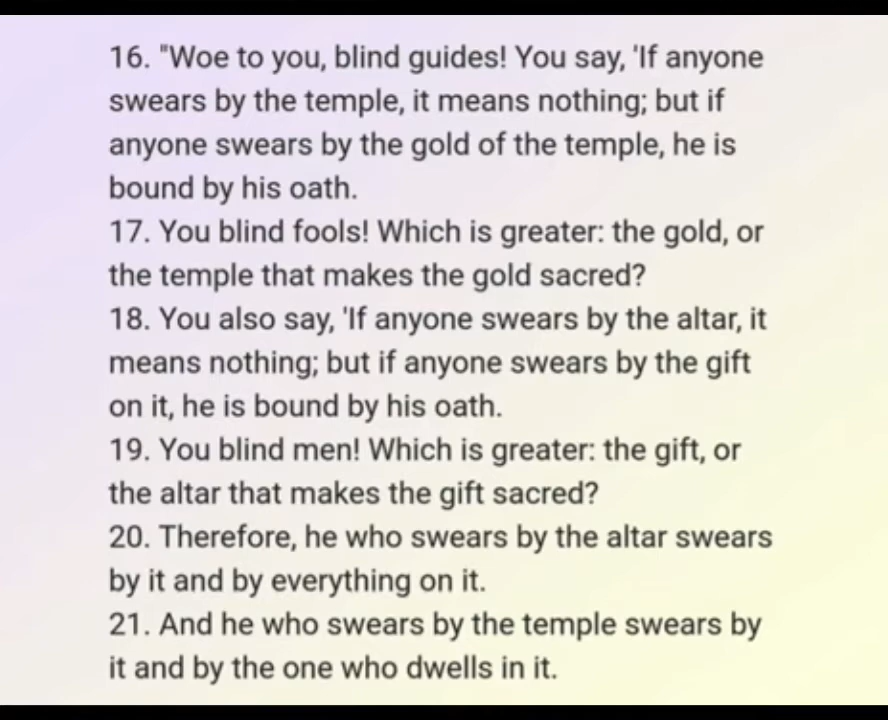 16. "Woe to you, blind guides! You say, 'If anyone
swears by the temple, it means nothing; but if
anyone swears by the gold of the temple, he is
bound by his oath.
17. You blind fools! Which is greater: the gold, or
the temple that makes the gold sacred?
18. You also say, 'If anyone swears by the altar, it
means nothing; but if anyone swears by the gift
on it, he is bound by his oath.
19. You blind men! Which is greater: the gift, or
the altar that makes the gift sacred?
20. Therefore, he who swears by the altar swears
by it and by everything on it.
21. And he who swears by the temple swears by
it and by the one who dwells in it.